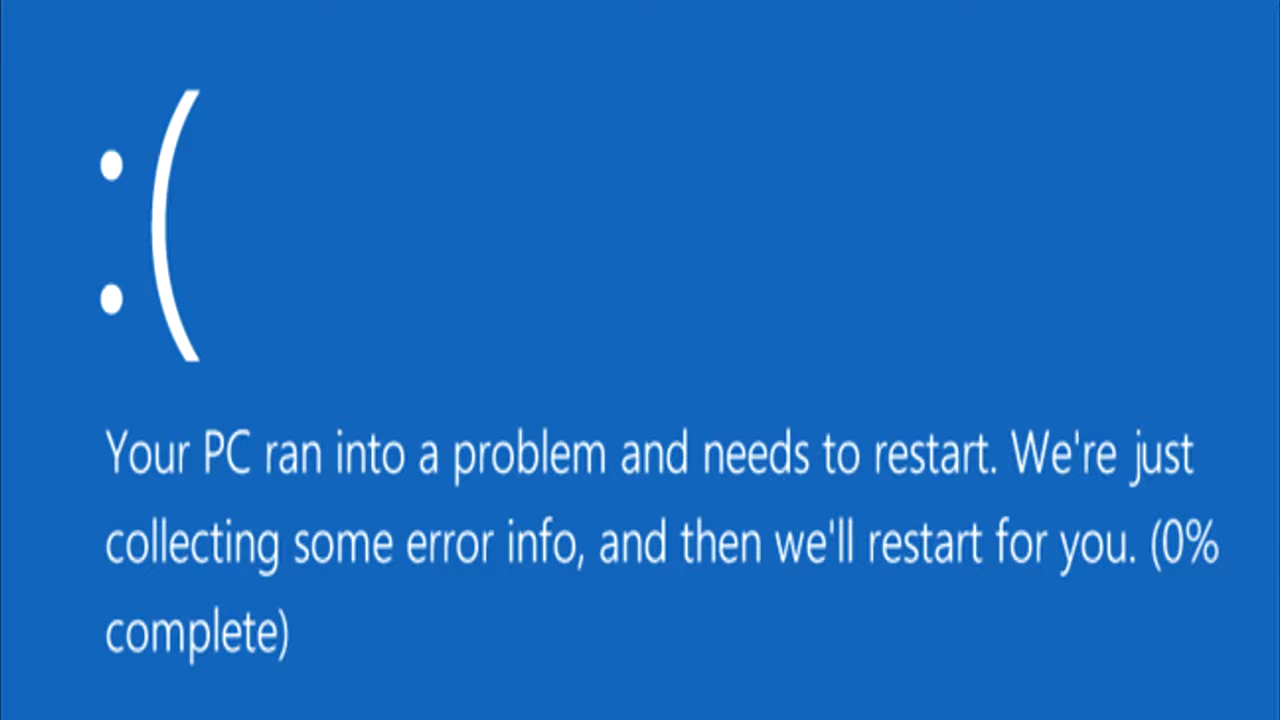 :(
Your PC ran into a problem and needs to restart. We're just
collecting some error info, and then we'll restart for you. (0%
complete)